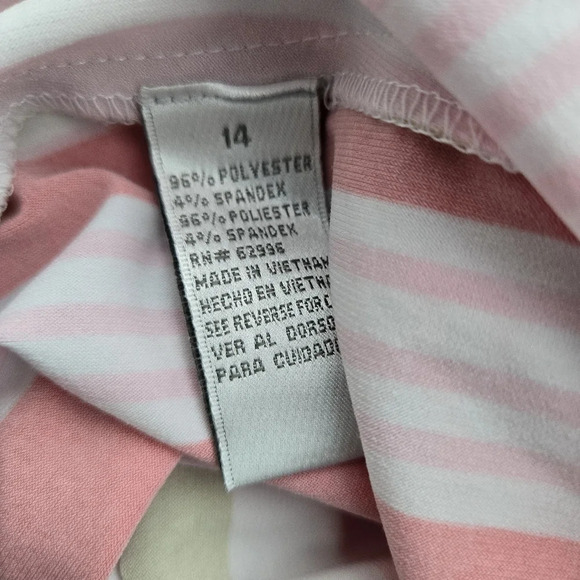 14
96% POLYESTER
4% SPANDEX
96% POLIESTER
4% SPANDEX
RN# 62996
MADE IN VIETNAM
HECHO EN VIETN
SEE REVERSE FOR C
VER AL DORSO
PARA CUIDADO